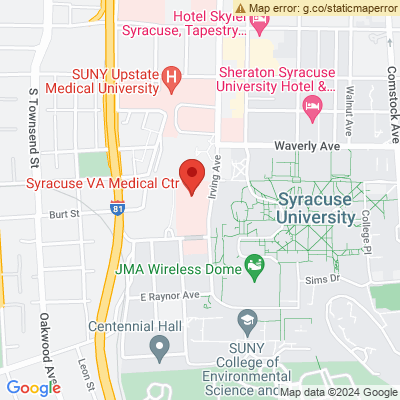 Map error: g.co/staticmaperror
Hotel Skyler
Syracuse, Tapestry...
SUNY Upstate
Medical University
Sheraton Syracuse
University Hotel &...
S Townsend St
Walnut Ave
Comstock Ave
Waverly Ave
Irving Ave
Syracuse VA Medical Ctr
81
Burt St
Syracuse
University
College Pl
JMA Wireless Dome
Sims Dr
E Raynor Ave
Centennial Hall
Oakwood Ave
Leon St
SUNY
College of
Environmental
Science and...
Google
Map data ©2024 Google